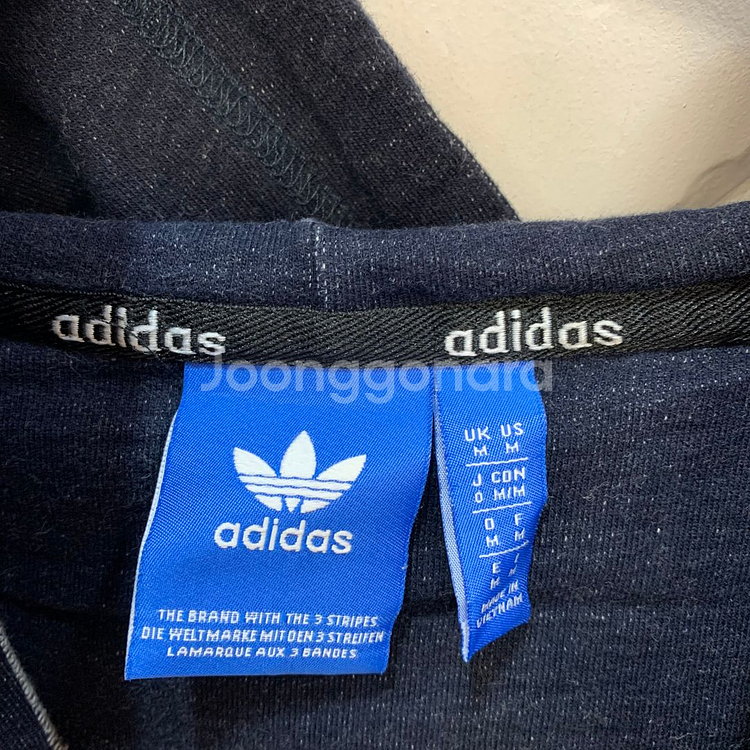 adidas adidas
Joonggonara
adidas
THE BRAND WITH THE 3 STRIPES
DIE WELTMARKE MIT DEN 3 STREIFEN
LA MARQUE AUX 3 BANDES
UK US
M M
J CDN
O M/M
D F
M M
E I
M M
MADE IN
VIETNAM